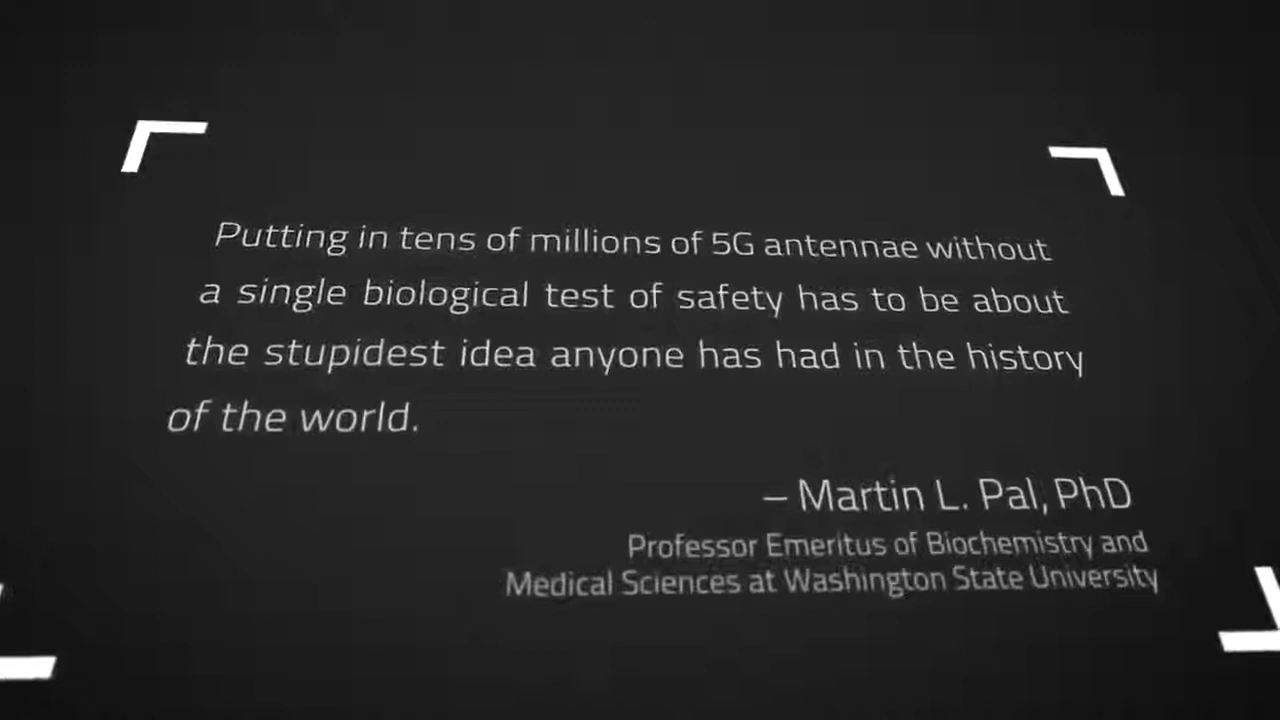 Putting in tens of millions of 5G antennae without
a single biological test of safety has to be about
the stupidest idea anyone has had in the history
of the world.
– Martin L. Pal, PhD
Professor Emeritus of Biochemistry and
Medical Sciences at Washington State University